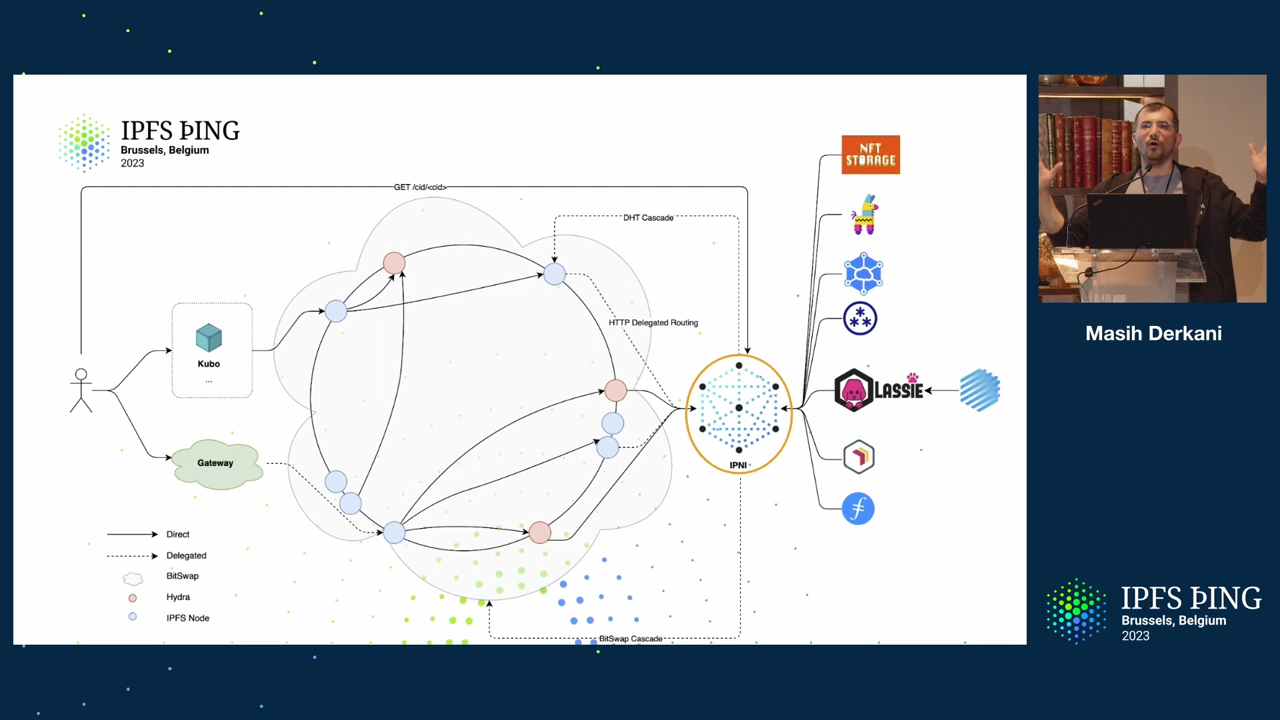 IPFS ÞING
Brussels, Belgium
2023
GET /cid/<cid>
DHT Cascade
HTTP Delegated Routing
Kubo
...
Gateway
IPNI
NFT
STORAGE
LASSIE
Direct
Delegated
BitSwap
Hydra
IPFS Node
BitSwap Cascade
Masih Derkani
IPFS ÞING
Brussels, Belgium
2023